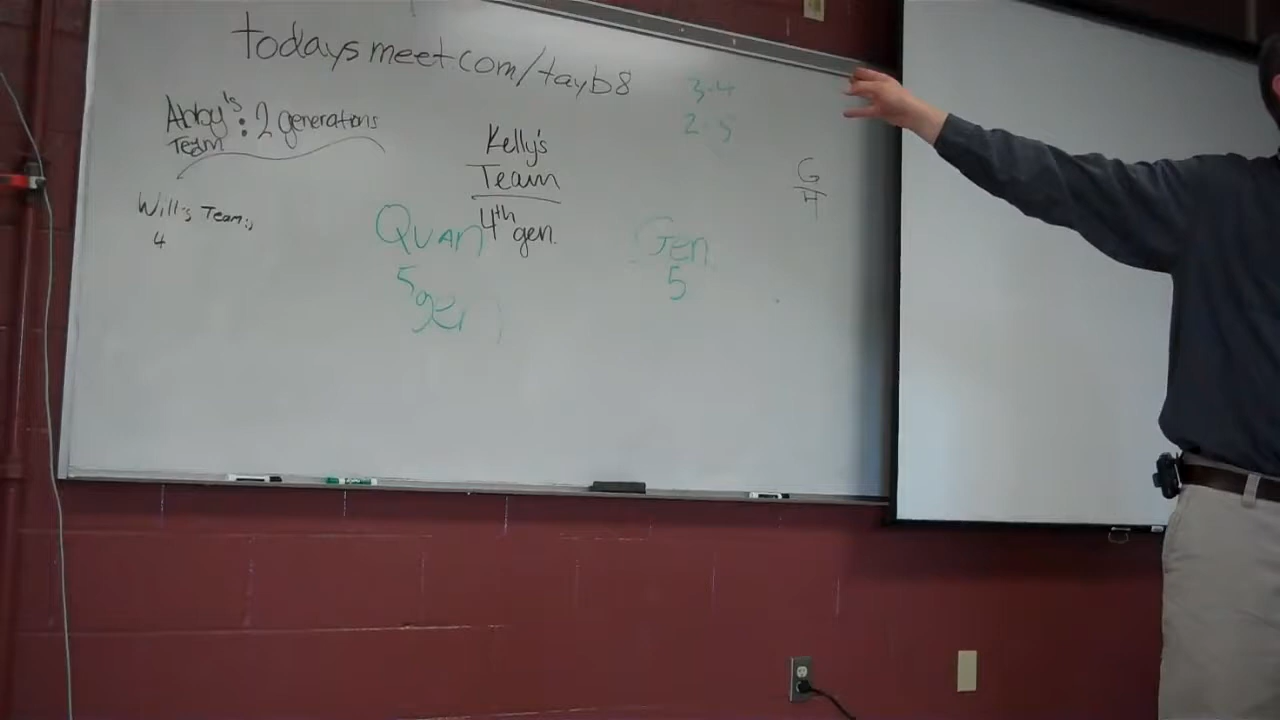 todaysmeet.com/tayb8
Abby's : 2 generations
Team
Kelly's
Team
4th gen.
Will's Team:
4
Quan
5
gen
Gen
5
3-4
2-5
G
4